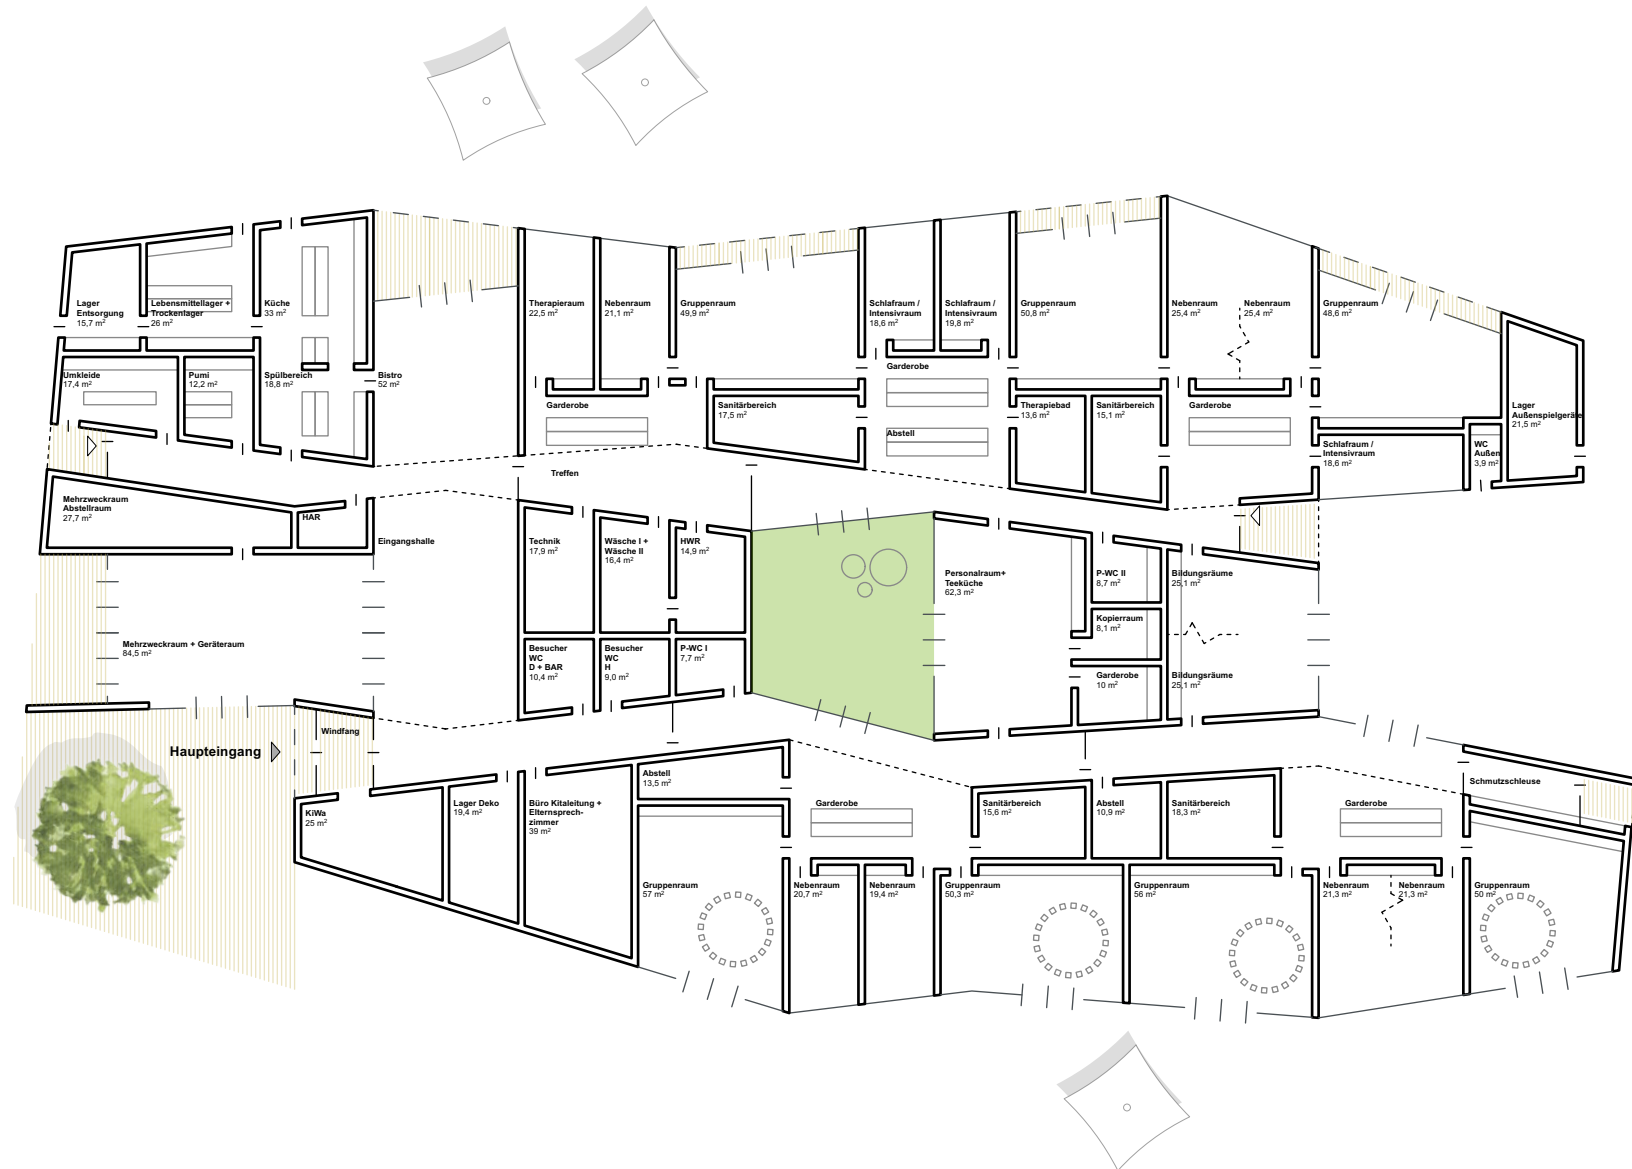 Lager
Entsorgung
15,7 m²
Lebensmittellager +
Trockenlager
26 m²
Küche
33 m²
Therapieraum
22,5 m²
Nebenraum
21,1 m²
Gruppenraum
49,9 m²
Schlafraum /
Intensivraum
18,6 m²
Schlafraum /
Intensivraum
19,8 m²
Gruppenraum
50,8 m²
Nebenraum
25,4 m²
Nebenraum
25,4 m²
Gruppenraum
48,6 m²
Umkleide
17,4 m²
Pumi
12,2 m²
Spülbereich
18,8 m²
Bistro
52 m²
Garderobe
Sanitärbereich
17,5 m²
Garderobe
Abstell
Therapiebad
13,6 m²
Sanitärbereich
15,1 m²
Garderobe
Schlafraum /
Intensivraum
18,6 m²
WC
Außen
3,9 m²
Lager
Außenspielgeräte
21,5 m²
Treffen
Mehrzweckraum
Abstellraum
27,7 m²
HAR
Eingangshalle
Technik
17,9 m²
Wäsche I +
Wäsche II
16,4 m²
HWR
14,9 m²
Personalraum+
Teeküche
62,3 m²
P-WC II
8,7 m²
Bildungsräume
25,1 m²
Kopierraum
8,1 m²
Mehrzweckraum + Geräteraum
84,5 m²
Besucher
WC
D + BAR
10,4 m²
Besucher
WC
H
9,0 m²
P-WC I
7,7 m²
Garderobe
10 m²
Bildungsräume
25,1 m²
Windfang
Haupteingang
KiWa
25 m²
Lager Deko
19,4 m²
Büro Kitaleitung +
Elternsprech-
zimmer
39 m²
Abstell
13,5 m²
Garderobe
Sanitärbereich
15,6 m²
Abstell
10,9 m²
Sanitärbereich
18,3 m²
Garderobe
Schmutzschleuse
Gruppenraum
57 m²
Nebenraum
20,7 m²
Nebenraum
19,4 m²
Gruppenraum
50,3 m²
Gruppenraum
56 m²
Nebenraum
21,3 m²
Nebenraum
21,3 m²
Gruppenraum
50 m²